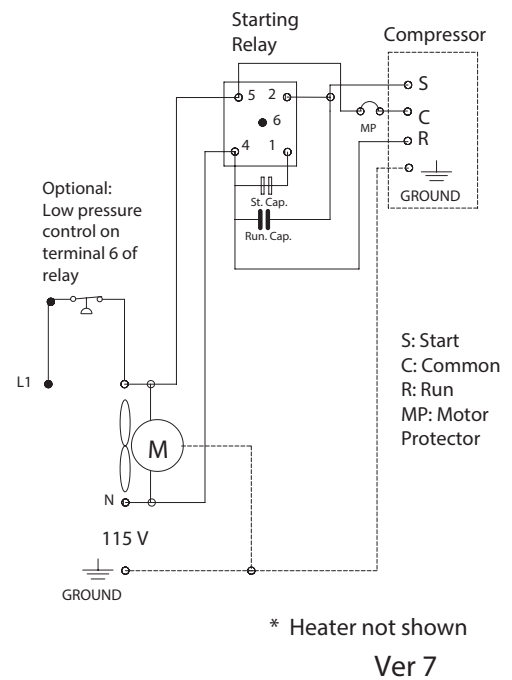 Starting
Relay
Compressor
S
5
2
C
6
MP
R
4
1
GROUND
St. Cap.
Run. Cap.
Optional:
Low pressure
control on
terminal 6 of
relay
S: Start
C: Common
R: Run
MP: Motor
Protector
L1
M
N
115 V
GROUND
* Heater not shown
Ver 7